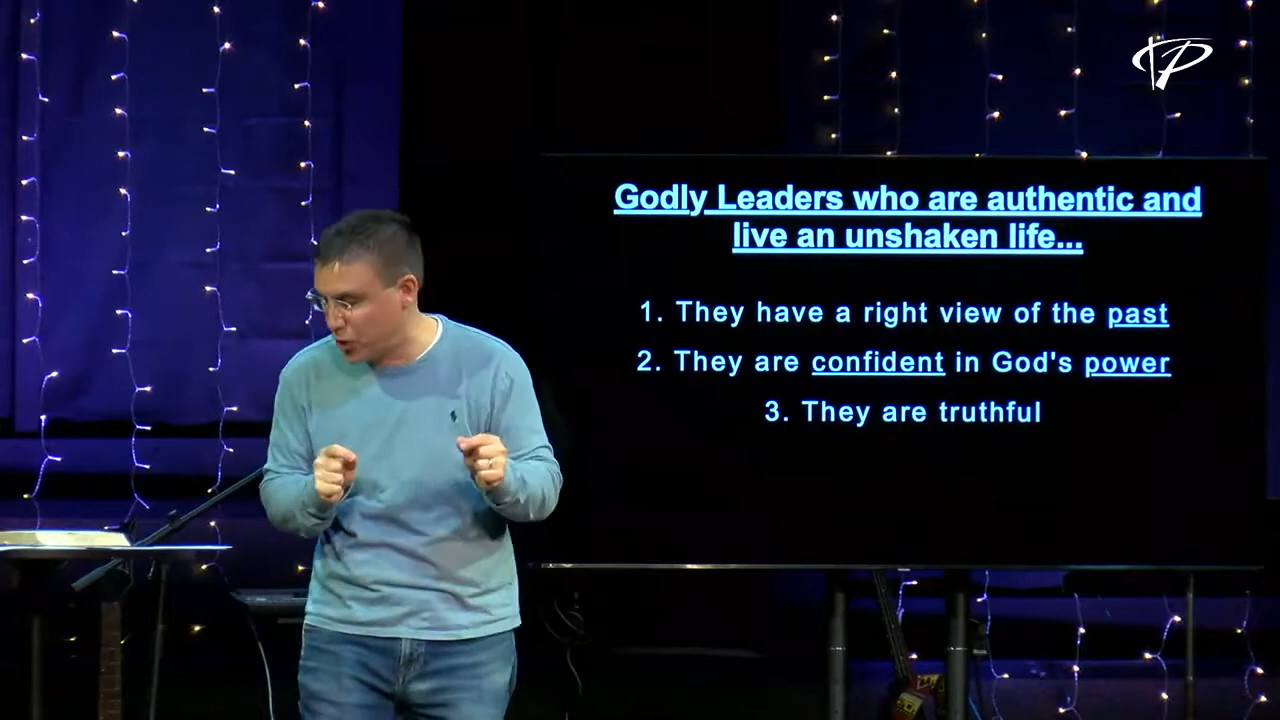 Godly Leaders who are authentic and
live an unshaken life...
1. They have a right view of the past
2. They are confident in God's power
3. They are truthful